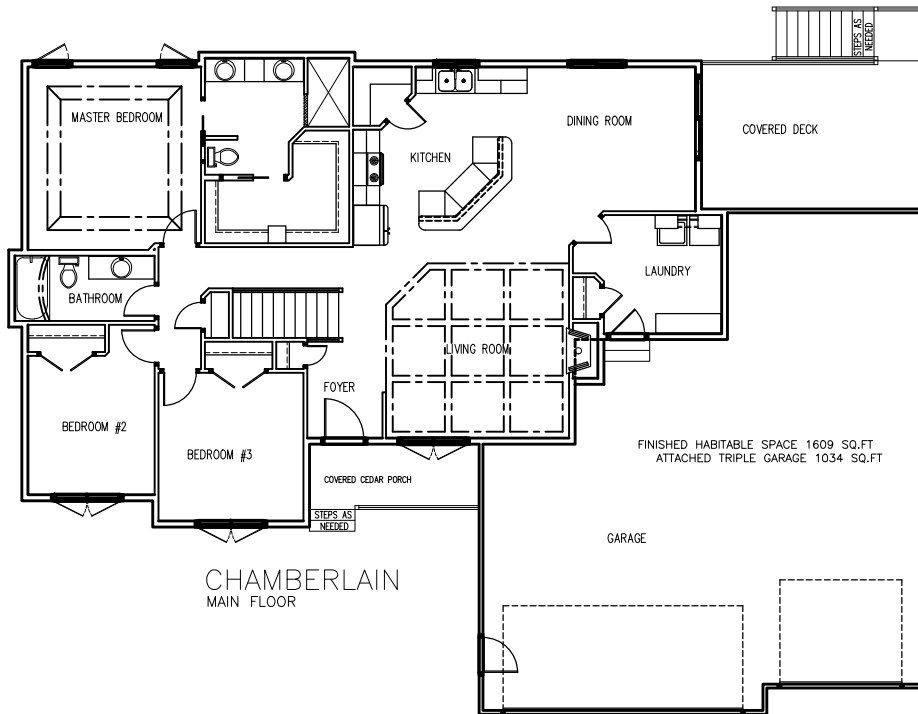 STEPS AS
NEEDED
MASTER BEDROOM
DINING ROOM
COVERED DECK
KITCHEN
LAUNDRY
BATHROOM
LIVING ROOM
FOYER
BEDROOM #2
BEDROOM #3
FINISHED HABITABLE SPACE 1609 SQ.FT
ATTACHED TRIPLE GARAGE 1034 SQ.FT
COVERED CEDAR PORCH
STEPS AS
NEEDED
GARAGE
CHAMBERLAIN
MAIN FLOOR